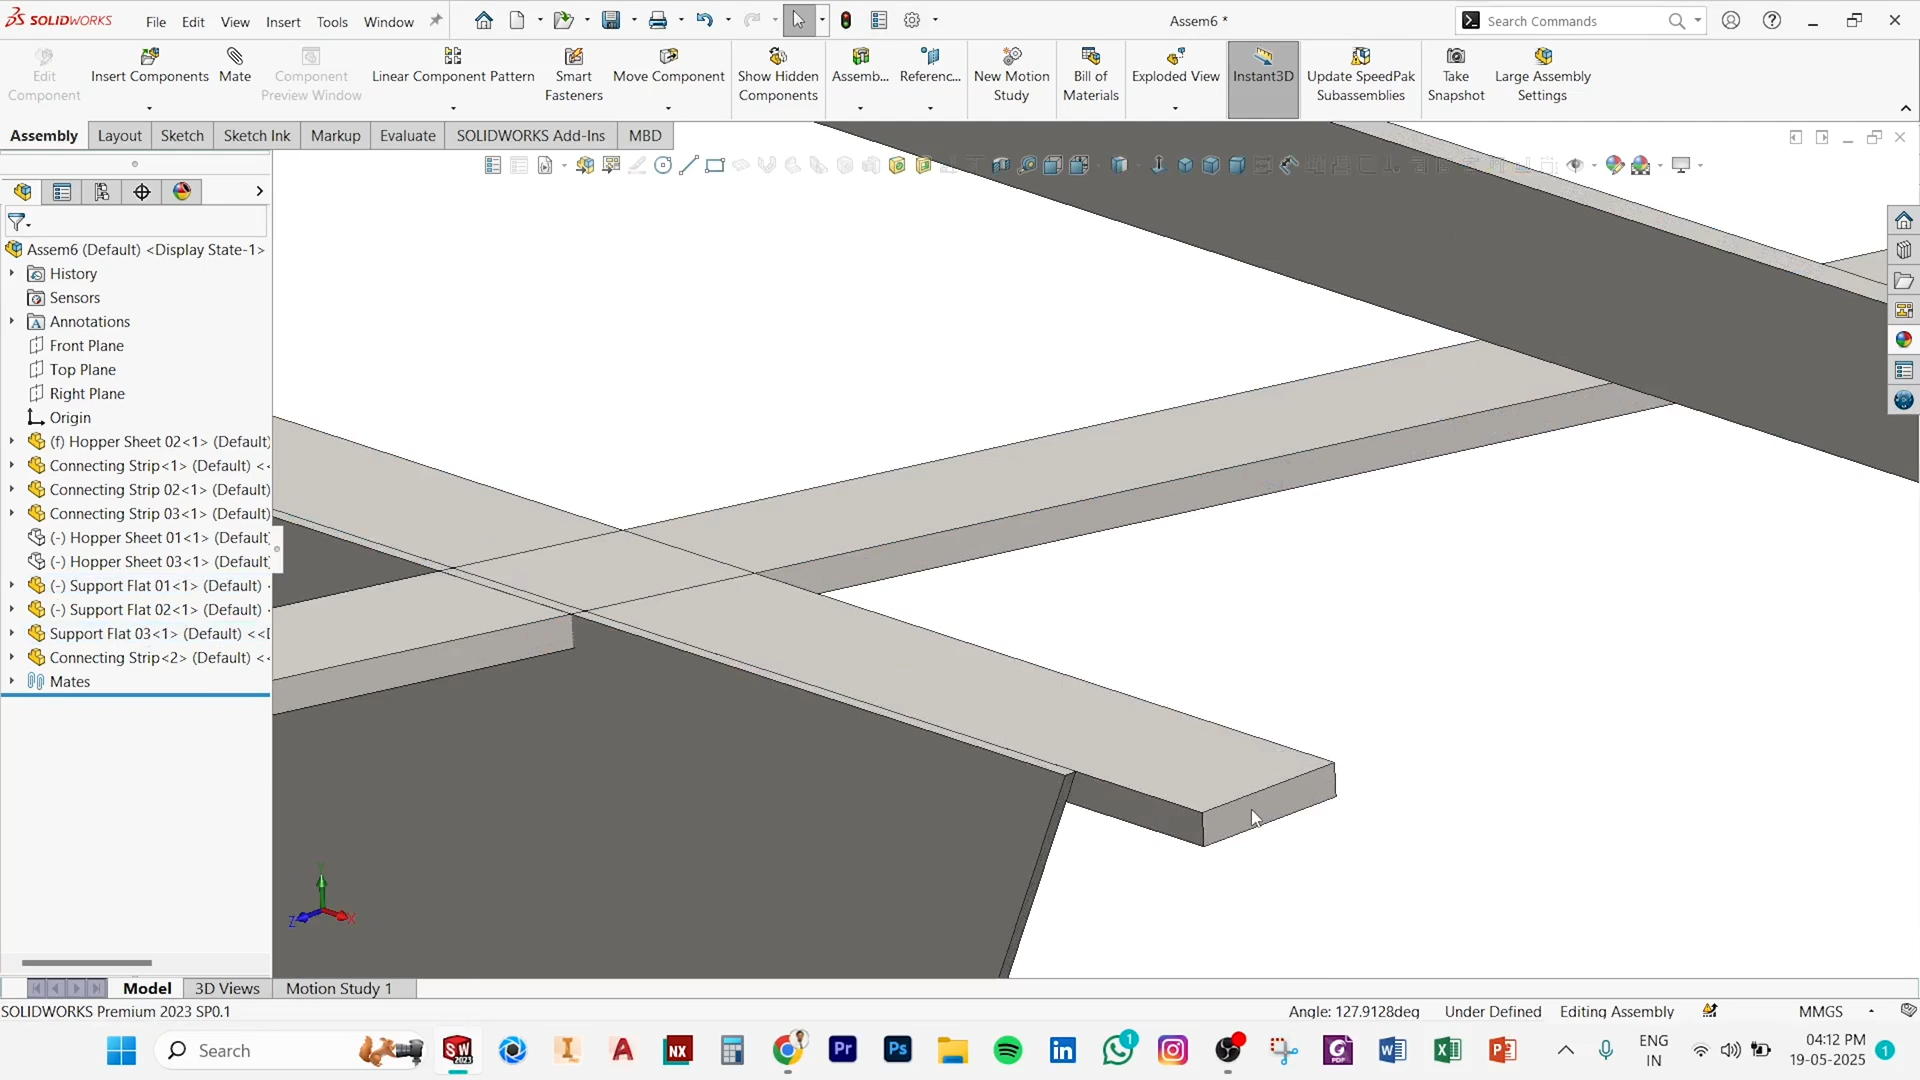 SOLIDWORKS File Edit View Insert Tools Window Assem6 * Search Commands
Edit Component
Insert Components
Mate
Component Preview Window
Linear Component Pattern
Smart Fasteners
Move Component
Show Hidden Components
Assemb...
Referenc...
New Motion Study
Bill of Materials
Exploded View
Instant3D
Update SpeedPak Subassemblies
Take Snapshot
Large Assembly Settings
Assembly Layout Sketch Sketch Ink Markup Evaluate SOLIDWORKS Add-Ins MBD
Assem6 (Default) <Display State-1>
History
Sensors
Annotations
Front Plane
Top Plane
Right Plane
Origin
(f) Hopper Sheet 02<1> (Default)
Connecting Strip<1> (Default) <<
Connecting Strip 02<1> (Default)
Connecting Strip 03<1> (Default)
(-) Hopper Sheet 01<1> (Default)
(-) Hopper Sheet 03<1> (Default)
(-) Support Flat 01<1> (Default)
(-) Support Flat 02<1> (Default)
Support Flat 03<1> (Default) <<D
Connecting Strip<2> (Default) <<
Mates
Y
Z X
Model 3D Views Motion Study 1
SOLIDWORKS Premium 2023 SP0.1 Angle: 127.9128deg Under Defined Editing Assembly MMGS
Search ENG IN 04:12 PM 19-05-2025 1